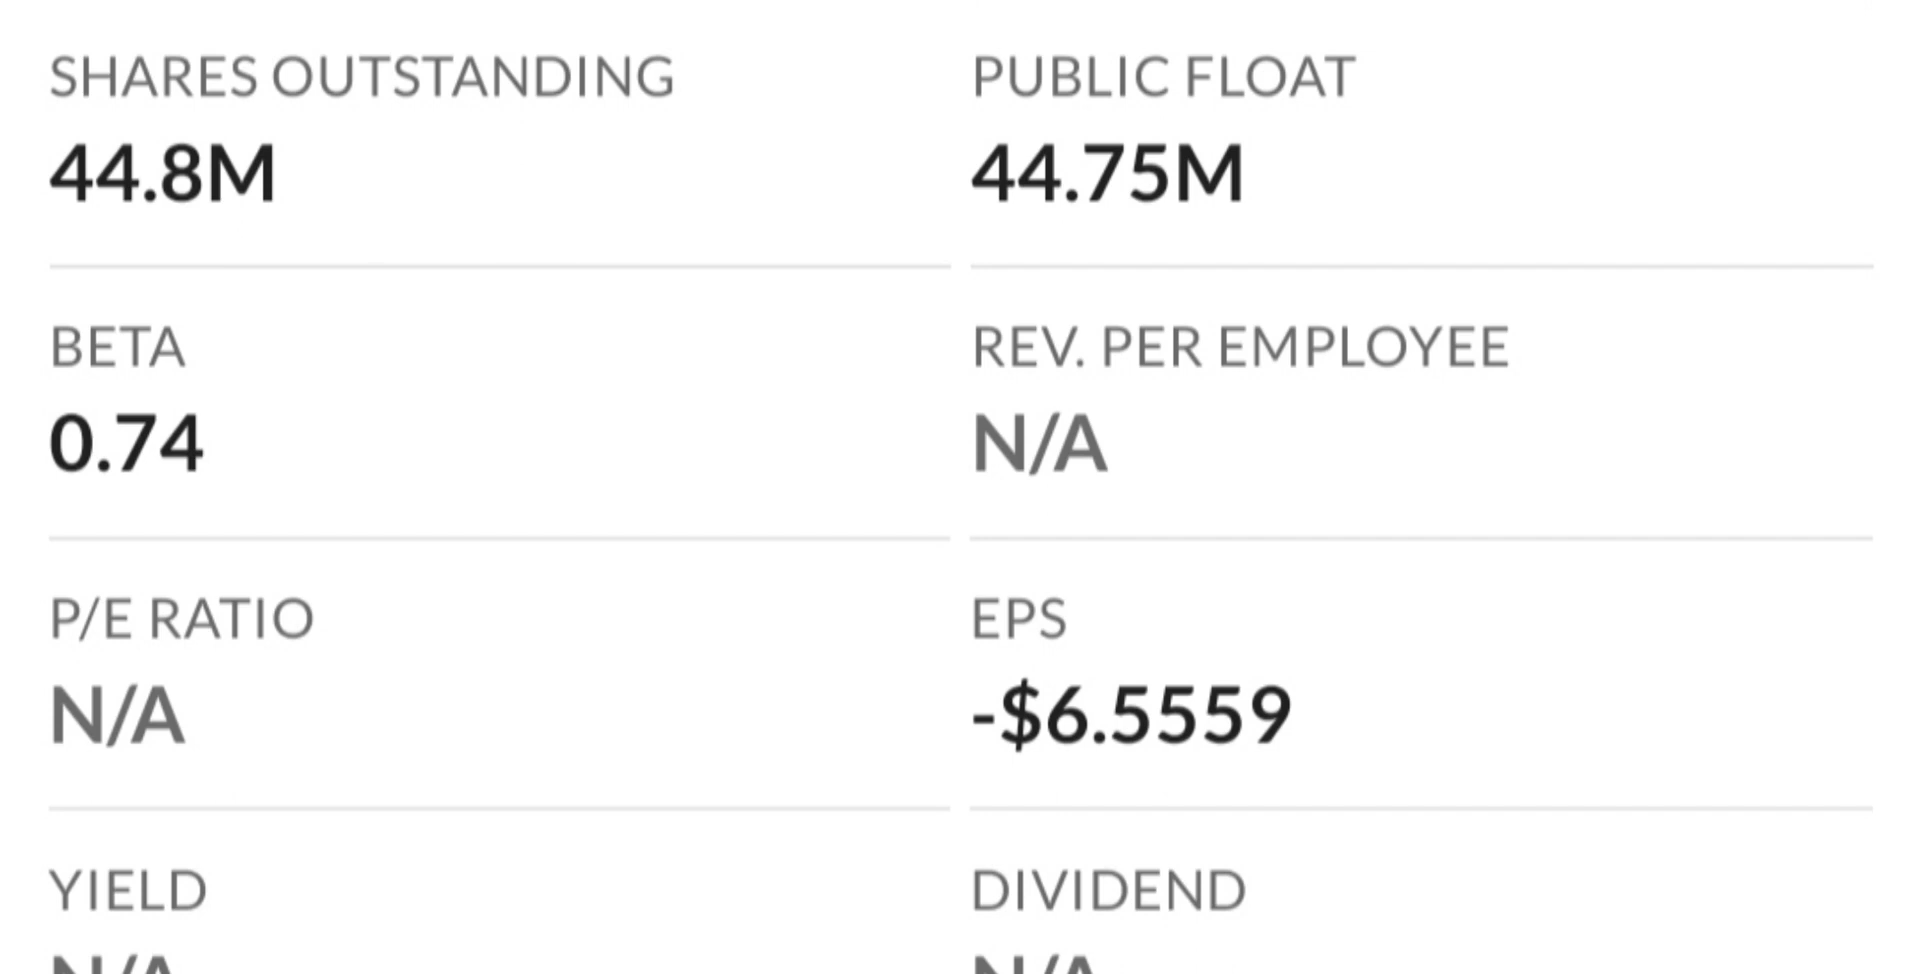 SHARES OUTSTANDING
44.8M
PUBLIC FLOAT
44.75M
BETA
0.74
REV. PER EMPLOYEE
N/A
P/E RATIO
N/A
EPS
-$6.5559
YIELD
N/A
DIVIDEND
N/A